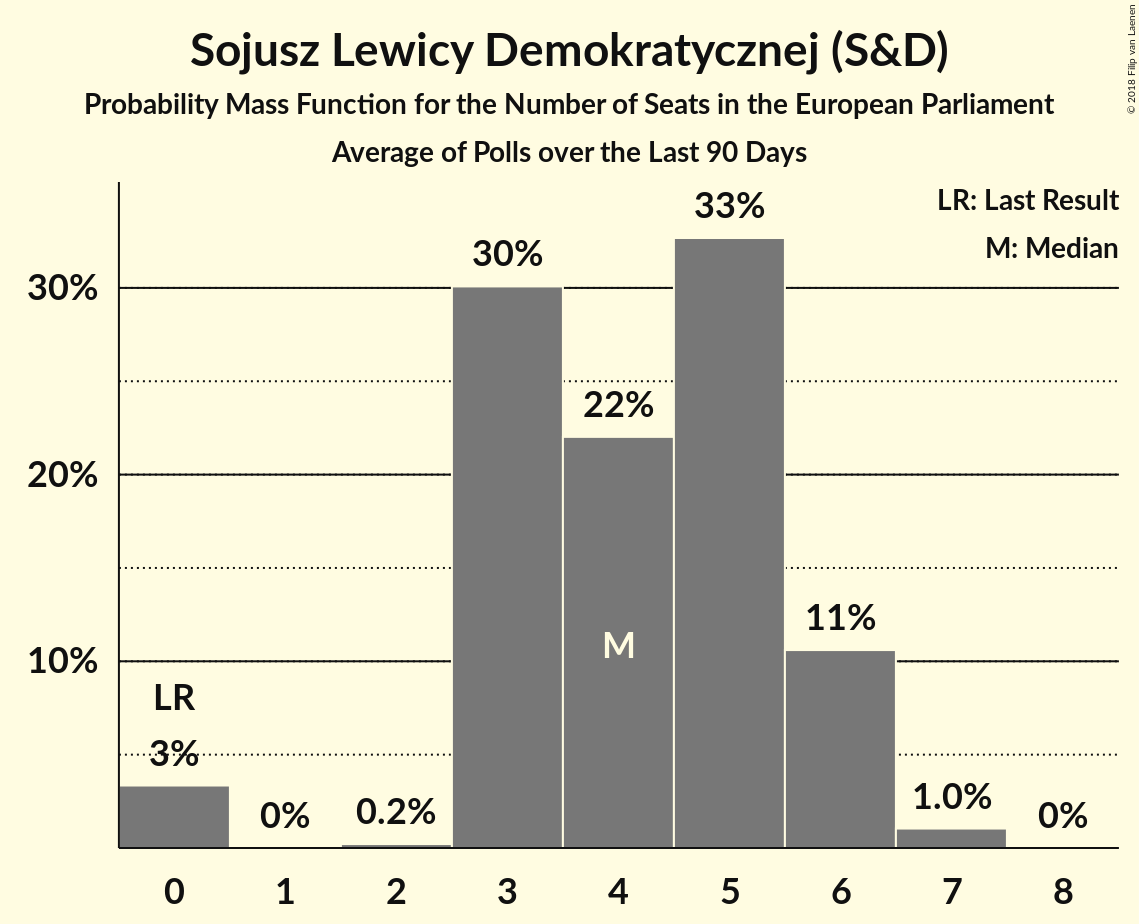 Sojusz Lewicy Demokratycznej (S&D)
Probability Mass Function for the Number of Seats in the European Parliament
Average of Polls over the Last 90 Days
© 2018 Filip van Laenen
LR: Last Result
M: Median
33%
30%
30%
22%
20%
11%
M
10%
LR
3%
0%
0.2%
1.0%
0%
0 1 2 3 4 5 6 7 8